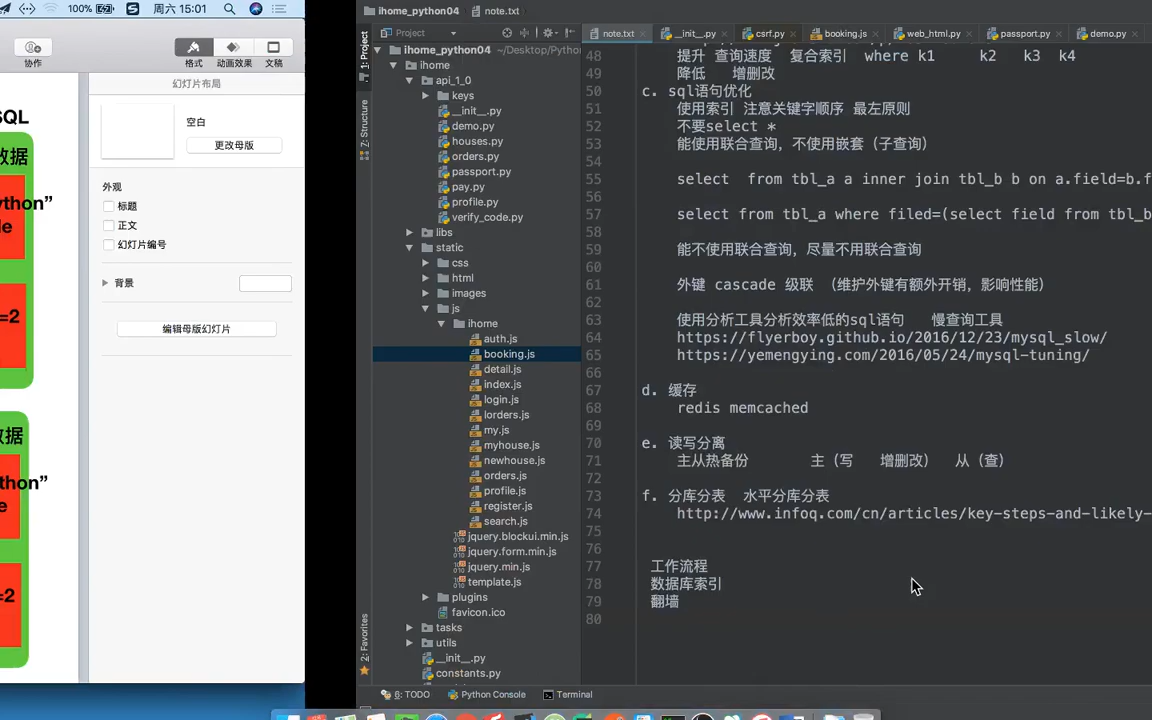 100%
周六 15:01
协作
格式
动画效果
文稿
幻灯片布局
SQL
数据
ython”
le
=2
数据
thon”
e
=2
空白
更改母版
外观
标题
正文
幻灯片编号
背景
编辑母版幻灯片
ihome_python04
note.txt
Project
1: Project
7: Structure
2: Favorites
ihome_python04 ~/Desktop/Pytho
ihome
api_1_0
keys
__init__.py
demo.py
houses.py
orders.py
passport.py
pay.py
profile.py
verify_code.py
libs
static
css
html
images
js
ihome
auth.js
booking.js
detail.js
index.js
login.js
lorders.js
my.js
myhouse.js
newhouse.js
orders.js
profile.js
register.js
search.js
jquery.blockui.min.js
jquery.form.min.js
jquery.min.js
template.js
plugins
favicon.ico
tasks
utils
__init__.py
constants.py
note.txt
__init__.py
csrf.py
booking.js
web_html.py
passport.py
demo.py
48 提升 查询速度 复合索引 where k1 k2 k3 k4
49 降低 增删改
50 c. sql语句优化
51 使用索引 注意关键字顺序 最左原则
52 不要select *
53 能使用联合查询，不使用嵌套（子查询）
54
55 select from tbl_a a inner join tbl_b b on a.field=b.f
56
57 select from tbl_a where filed=(select field from tbl_b
58
59 能不使用联合查询，尽量不用联合查询
60
61 外键 cascade 级联 （维护外键有额外开销，影响性能）
62
63 使用分析工具分析效率低的sql语句 慢查询工具
64 https://flyerboy.github.io/2016/12/23/mysql_slow/
65 https://yemengying.com/2016/05/24/mysql-tuning/
66
67 d. 缓存
68 redis memcached
69
70 e. 读写分离
71 主从热备份 主（写 增删改） 从（查）
72
73 f. 分库分表 水平分库分表
74 http://www.infoq.com/cn/articles/key-steps-and-likely-
75
76
77 工作流程
78 数据库索引
79 翻墙
80
6: TODO
Python Console
Terminal